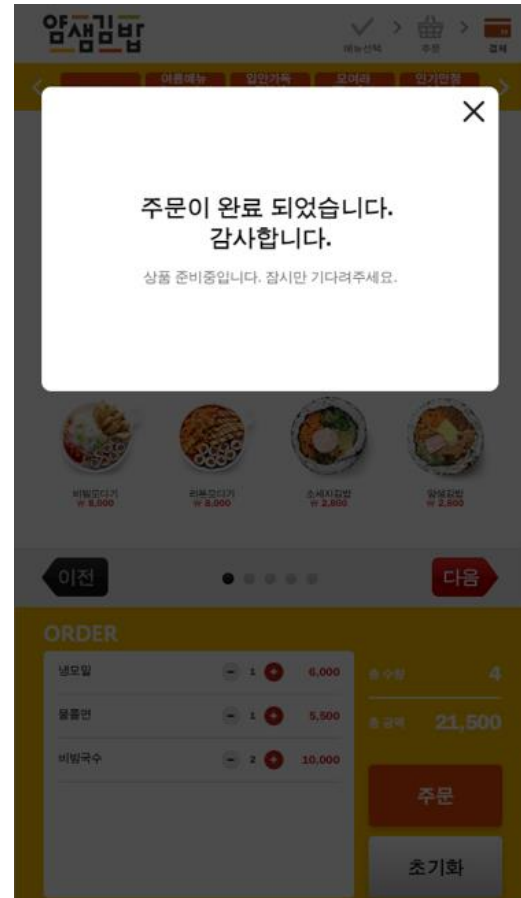 얌샘김밥
메뉴선택
주문
결제
여름메뉴
입안가득
모여라
인기만점
주문이 완료 되었습니다.
감사합니다.
상품 준비중입니다. 잠시만 기다려주세요.
비빔모다기
₩ 8,000
리폰모다기
₩ 8,000
소세지김밥
₩ 2,800
얌샘김밥
₩ 2,500
이전
다음
ORDER
냉모밀 - 1 + 6,000
물쫄면 - 1 + 5,500
비빔국수 - 2 + 10,000
총 수량 4
총 금액 21,500
주문
초기화